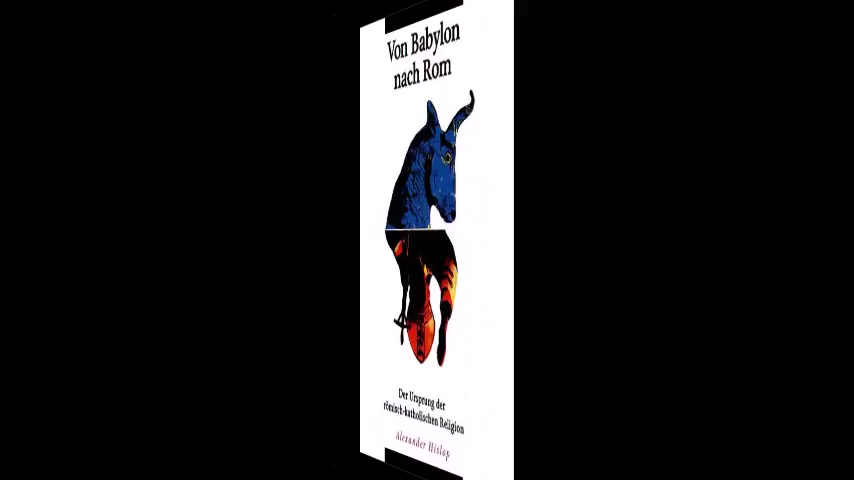 Von Babylon
nach Rom
Der Ursprung der
römisch-katholischen Religion
Alexander Hislop